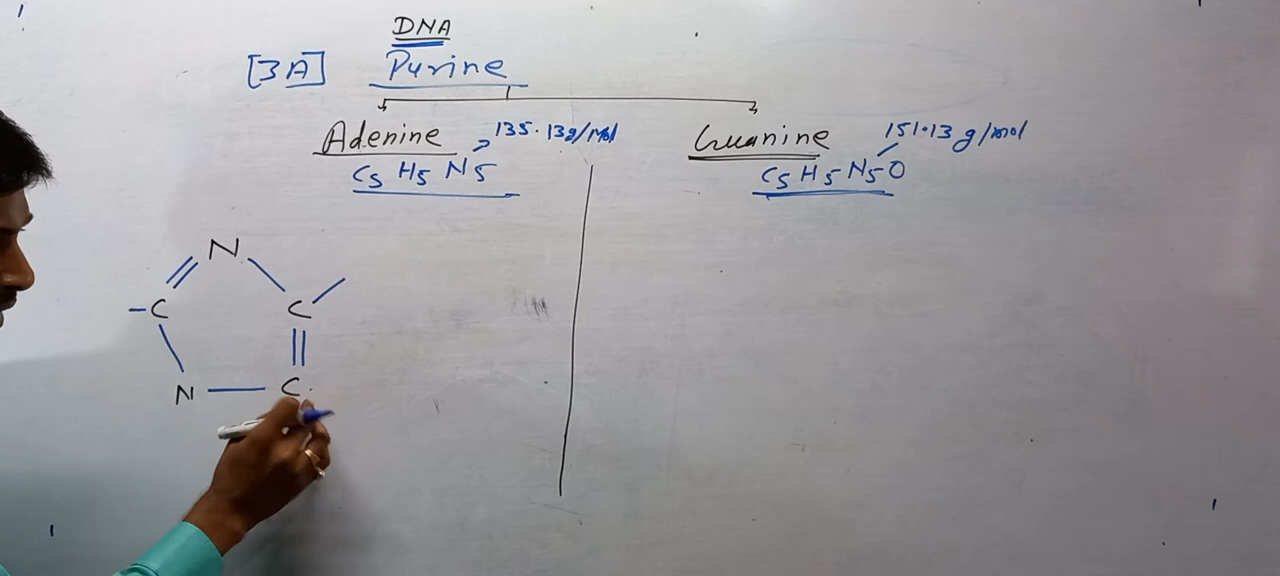 DNA
[3A] Purine
Adenine 135.13g/Mol Guanine 151.13 g/mol
C5 H5 N5 C5 H5 N5 O
N
-C C
N C